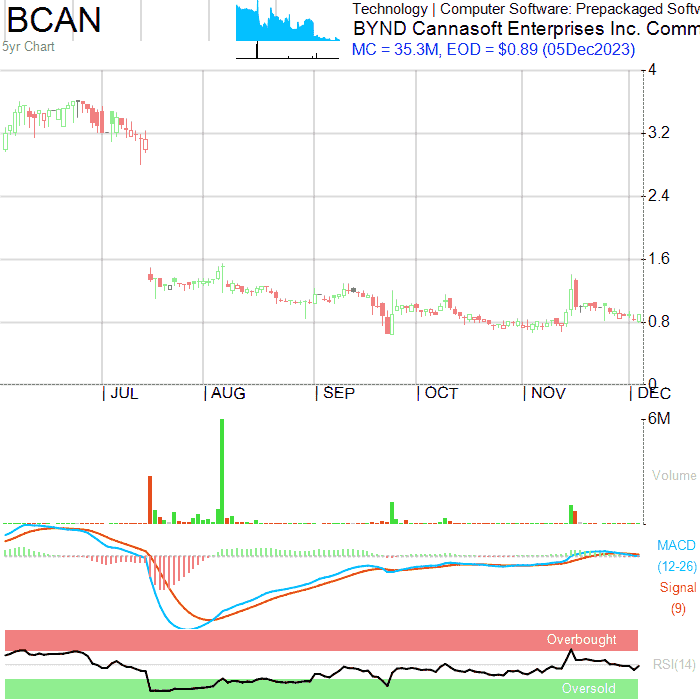 BCAN
5yr Chart
Technology | Computer Software: Prepackaged Softw
BYND Cannasoft Enterprises Inc. Comm
MC = 35.3M, EOD = $0.89 (05Dec2023)
4
3.2
2.4
1.6
0.8
0
JUL AUG SEP OCT NOV DEC
6M
Volume
MACD
(12-26)
Signal
(9)
Overbought
RSI(14)
Oversold